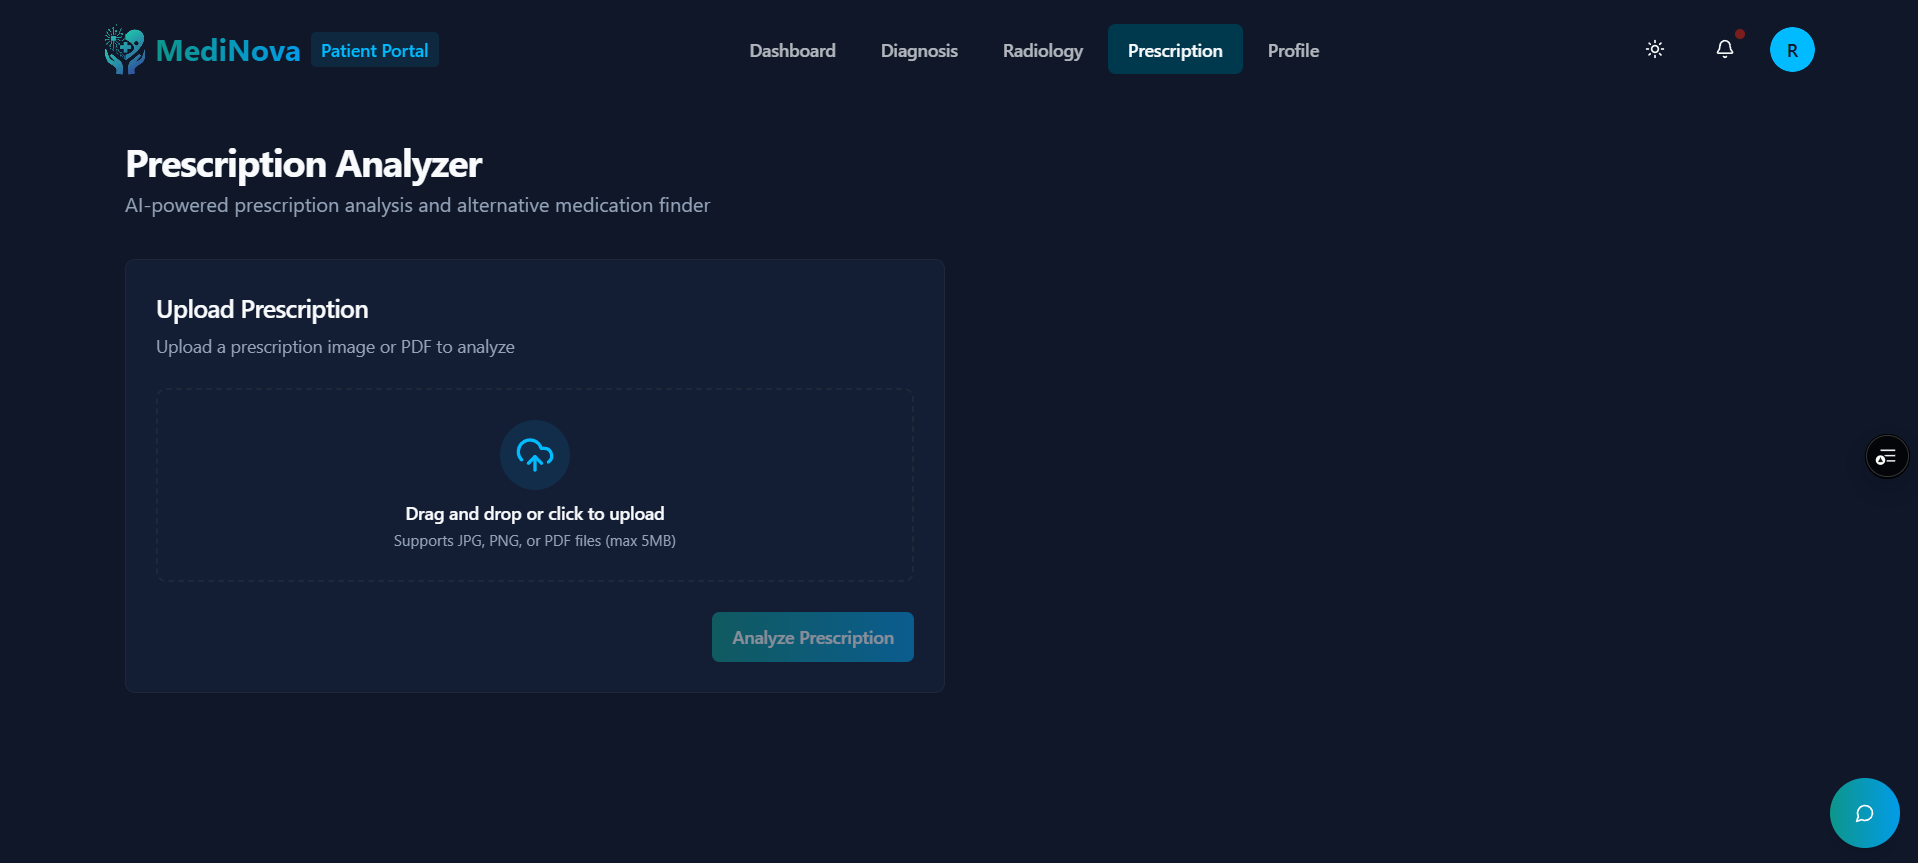 MediNova
Patient Portal
Dashboard
Diagnosis
Radiology
Prescription
Profile
R
Prescription Analyzer
AI-powered prescription analysis and alternative medication finder
Upload Prescription
Upload a prescription image or PDF to analyze
Drag and drop or click to upload
Supports JPG, PNG, or PDF files (max 5MB)
Analyze Prescription